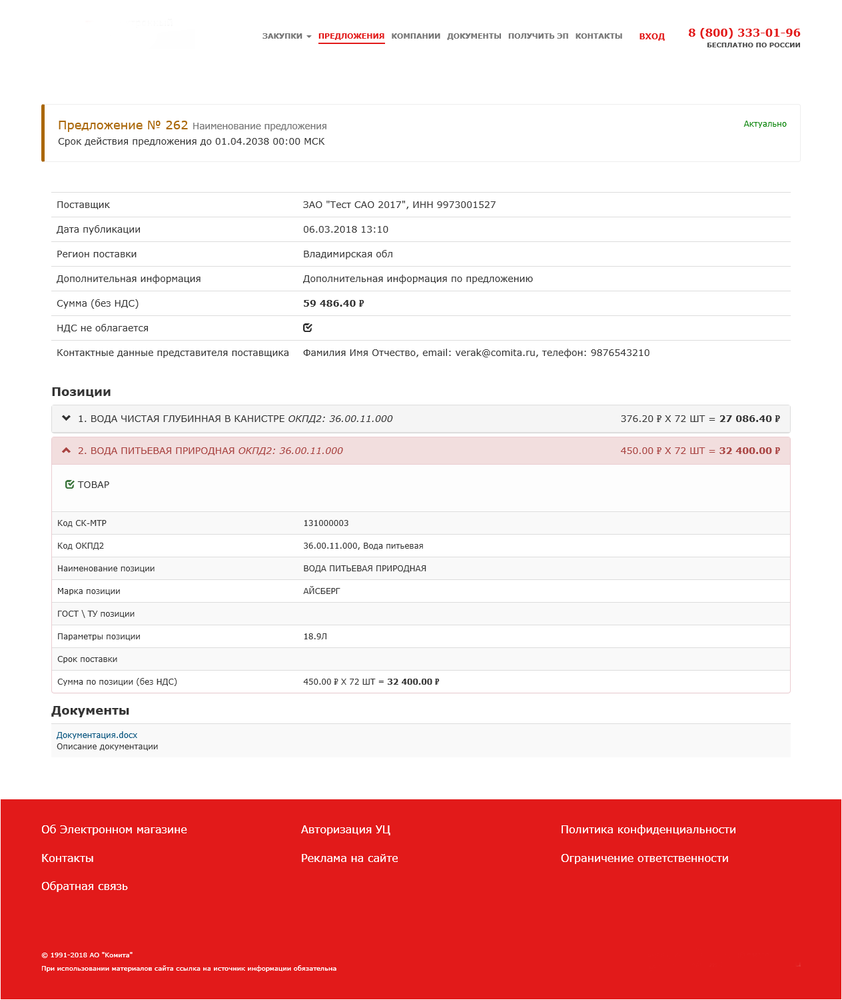 ЗАКУПКИ ПРЕДЛОЖЕНИЯ КОМПАНИИ ДОКУМЕНТЫ ПОЛУЧИТЬ ЭП КОНТАКТЫ ВХОД 8 (800) 333-01-96
БЕСПЛАТНО ПО РОССИИ
Предложение № 262 Наименование предложения Актуально
Срок действия предложения до 01.04.2038 00:00 МСК
Поставщик ЗАО "Тест САО 2017", ИНН 9973001527
Дата публикации 06.03.2018 13:10
Регион поставки Владимирская обл
Дополнительная информация Дополнительная информация по предложению
Сумма (без НДС) 59 486.40 ₽
НДС не облагается
Контактные данные представителя поставщика Фамилия Имя Отчество, email: verak@comita.ru, телефон: 9876543210
Позиции
1. ВОДА ЧИСТАЯ ГЛУБИННАЯ В КАНИСТРЕ ОКПД2: 36.00.11.000 376.20 ₽ X 72 ШТ = 27 086.40 ₽
2. ВОДА ПИТЬЕВАЯ ПРИРОДНАЯ ОКПД2: 36.00.11.000 450.00 ₽ X 72 ШТ = 32 400.00 ₽
ТОВАР
Код СК-МТР 131000003
Код ОКПД2 36.00.11.000, Вода питьевая
Наименование позиции ВОДА ПИТЬЕВАЯ ПРИРОДНАЯ
Марка позиции АЙСБЕРГ
ГОСТ \ ТУ позиции
Параметры позиции 18.9Л
Срок поставки
Сумма по позиции (без НДС) 450.00 ₽ X 72 ШТ = 32 400.00 ₽
Документы
Документация.docx
Описание документации
Об Электронном магазине Авторизация УЦ Политика конфиденциальности
Контакты Реклама на сайте Ограничение ответственности
Обратная связь
© 1991-2018 АО "Комита"
При использовании материалов сайта ссылка на источник информации обязательна